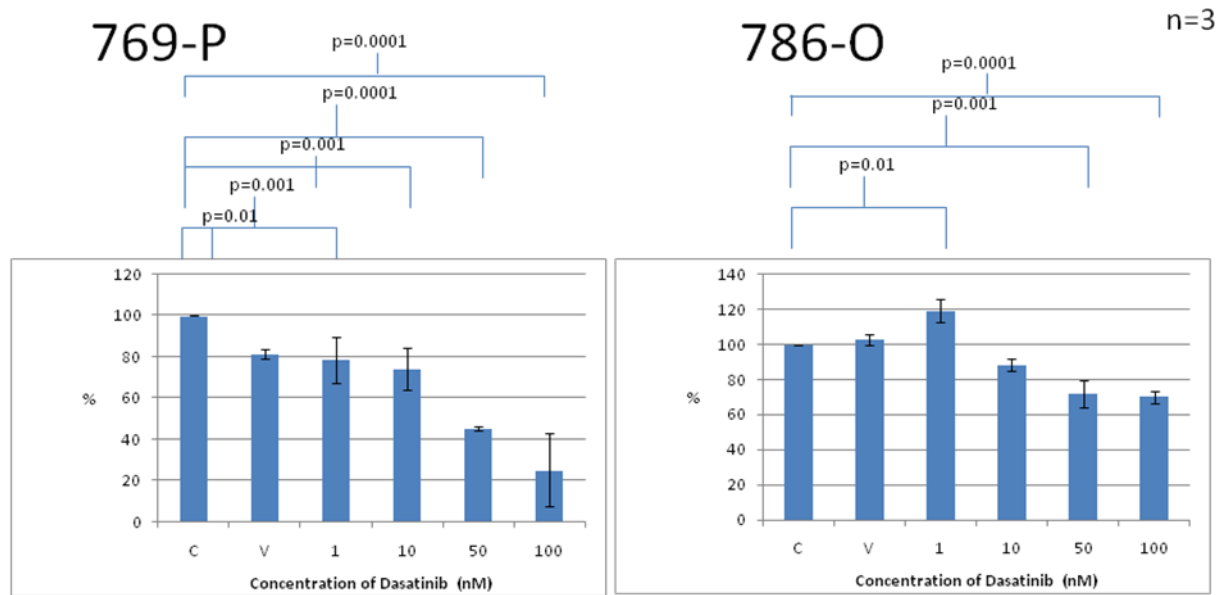 769-P
p=0.0001
p=0.0001
p=0.001
p=0.001
p=0.01
120
100
80
60
40
20
0
%
C V 1 10 50 100
Concentration of Dasatinib (nM)
786-O
n=3
p=0.0001
p=0.001
p=0.01
140
120
100
80
60
40
20
0
%
C V 1 10 50 100
Concentration of Dasatinib (nM)